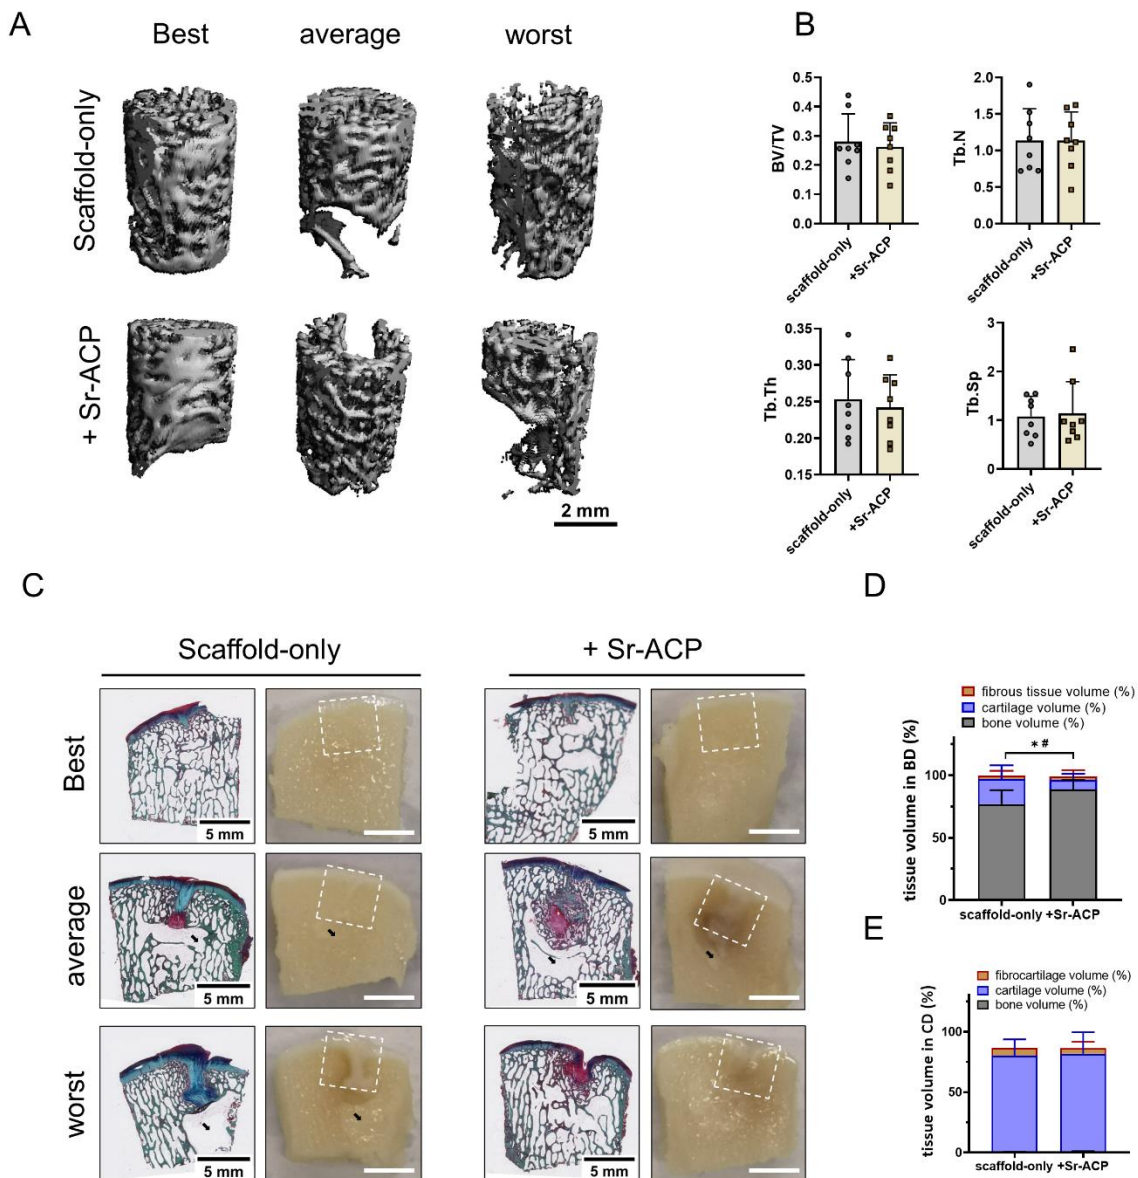 A
Best
average
worst
Scaffold-only
+ Sr-ACP
2 mm
B
BV/TV
0.5
0.4
0.3
0.2
0.1
0.0
scaffold-only
+Sr-ACP
Tb.N
2.0
1.5
1.0
0.5
0.0
scaffold-only
+Sr-ACP
Tb.Th
0.35
0.30
0.25
0.20
0.15
scaffold-only
+Sr-ACP
Tb.Sp
3
2
1
0
scaffold-only
+Sr-ACP
C
Scaffold-only
+ Sr-ACP
Best
5 mm
5 mm
average
5 mm
5 mm
worst
5 mm
5 mm
D
fibrous tissue volume (%)
cartilage volume (%)
bone volume (%)
* #
tissue volume in BD (%)
100
50
0
scaffold-only +Sr-ACP
E
fibrocartilage volume (%)
cartilage volume (%)
bone volume (%)
tissue volume in CD (%)
100
50
0
scaffold-only +Sr-ACP